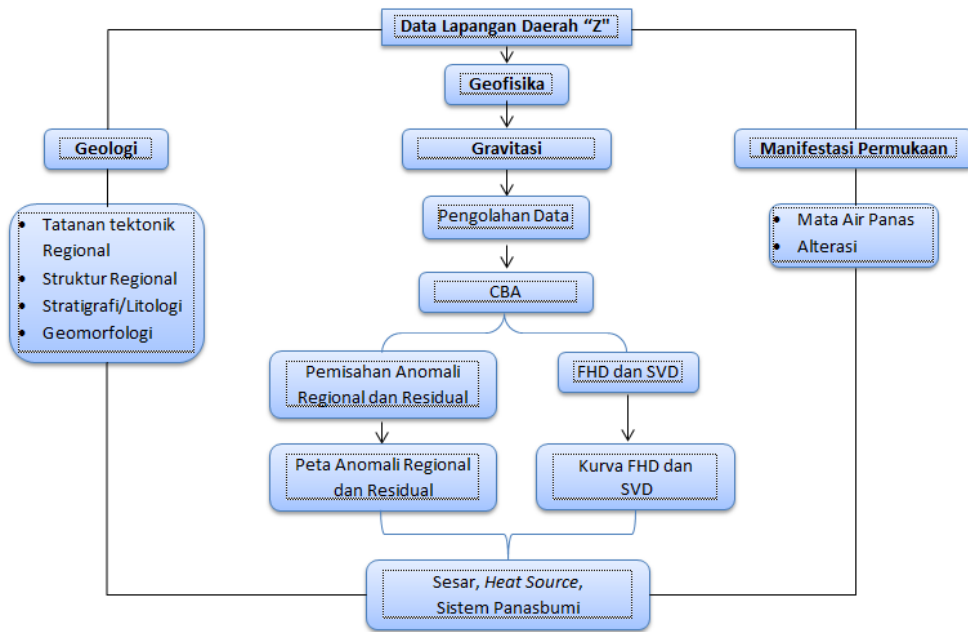 Data Lapangan Daerah “Z"
Geofisika
Geologi
Gravitasi
Manifestasi Permukaan
• Tatanan tektonik
Regional
• Struktur Regional
• Stratigrafi/Litologi
• Geomorfologi
Pengolahan Data
• Mata Air Panas
• Alterasi
CBA
Pemisahan Anomali
Regional dan Residual
FHD dan SVD
Peta Anomali Regional
dan Residual
Kurva FHD dan
SVD
Sesar, Heat Source,
Sistem Panasbumi